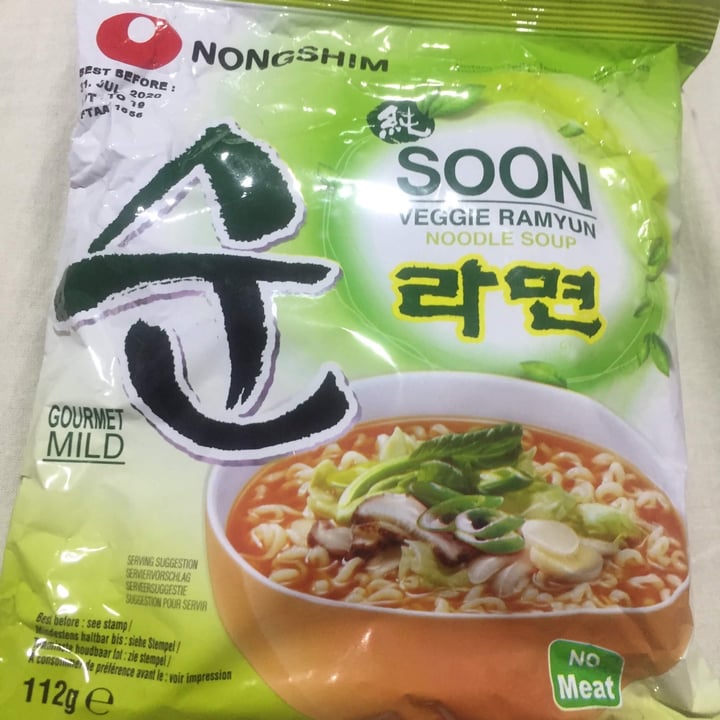 NONGSHIM
BEST BEFORE :
JUL 2020
순
純
SOON
VEGGIE RAMYUN
NOODLE SOUP
라면
GOURMET
MILD
SERVING SUGGESTION
SERVIERVORSCHLAG
SERVEERSUGGESTIE
SUGGESTION POUR SERVIR
Best before : see stamp /
Mindestens haltbar bis : siehe Stempel /
Tenminste houdbaar tot : zie stempel /
A consommer de préférence avant le : voir impression
112g e
NO
Meat